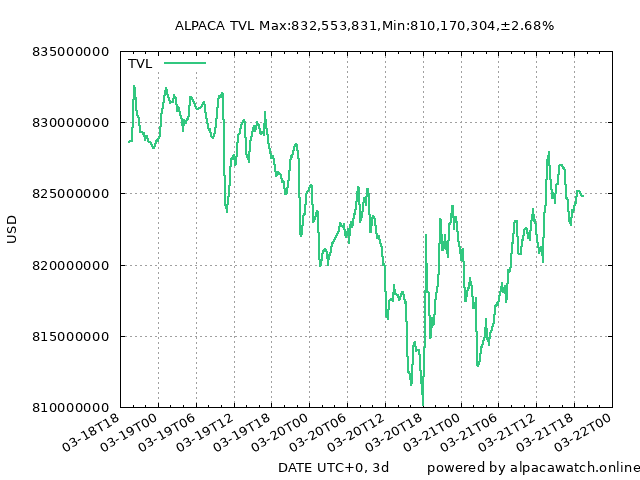 ALPACA TVL Max:832,553,831,Min:810,170,304,±2.68%
835000000
TVL
830000000
825000000
USD
820000000
815000000
810000000
03-18T18 03-19T00 03-19T06 03-19T12 03-19T18 03-20T00 03-20T06 03-20T12 03-20T18 03-21T00 03-21T06 03-21T12 03-21T18 03-22T00
DATE UTC+0, 3d powered by alpacawatch.online